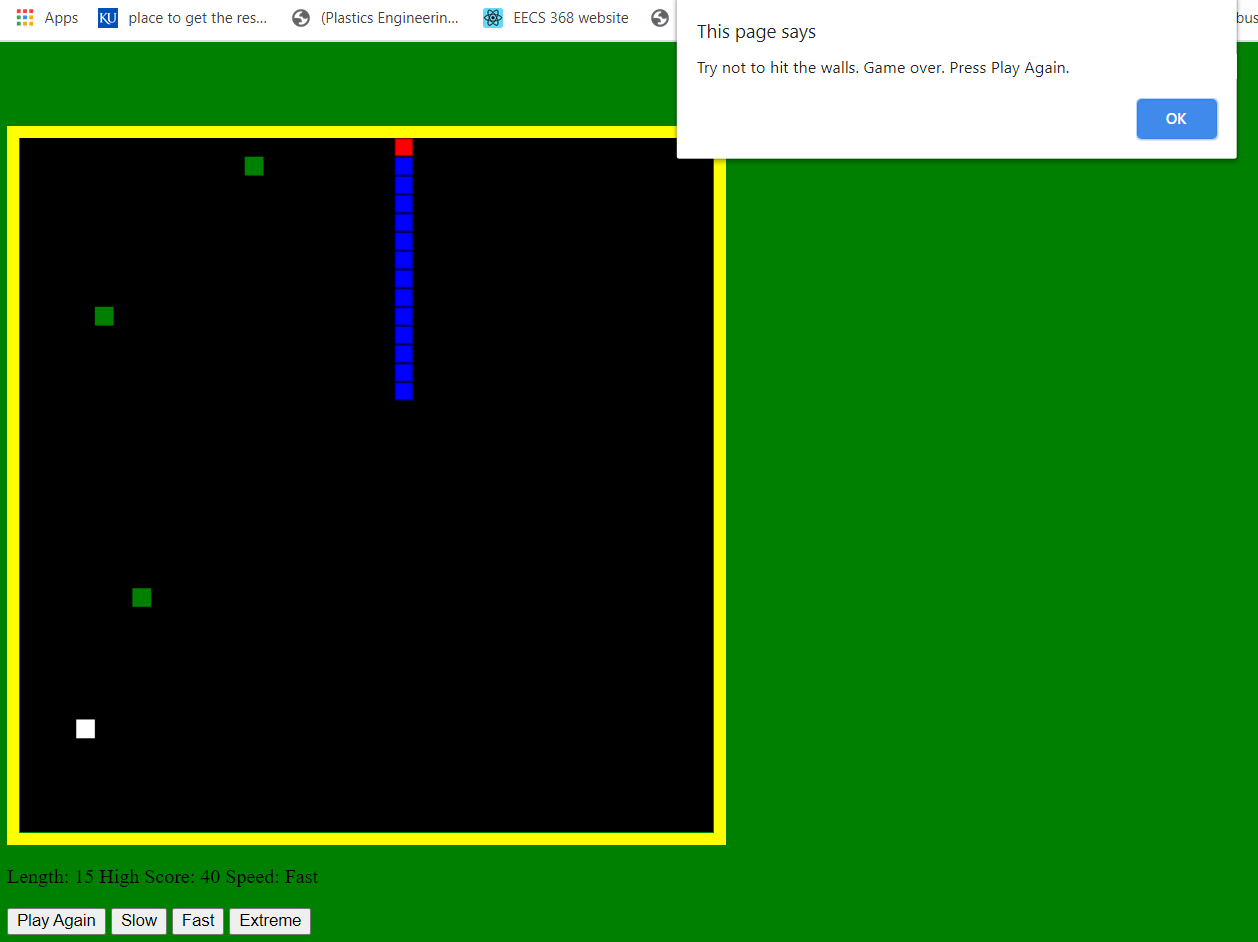 Apps KU place to get the res... (Plastics Engineerin... EECS 368 website bus
This page says
Try not to hit the walls. Game over. Press Play Again.
OK
Length: 15 High Score: 40 Speed: Fast
Play Again Slow Fast Extreme